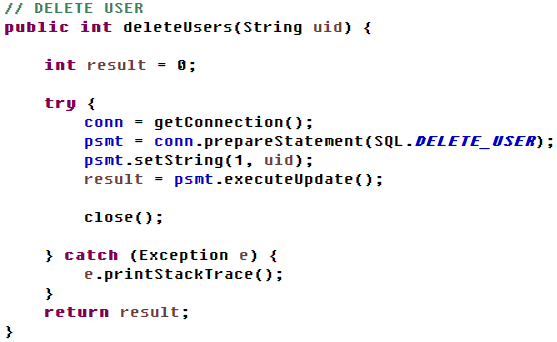 // DELETE USER
public int deleteUsers(String uid) {
int result = 0;
try {
conn = getConnection();
psmt = conn.prepareStatement(SQL.DELETE_USER);
psmt.setString(1, uid);
result = psmt.executeUpdate();
close();
} catch (Exception e) {
e.printStackTrace();
}
return result;
}